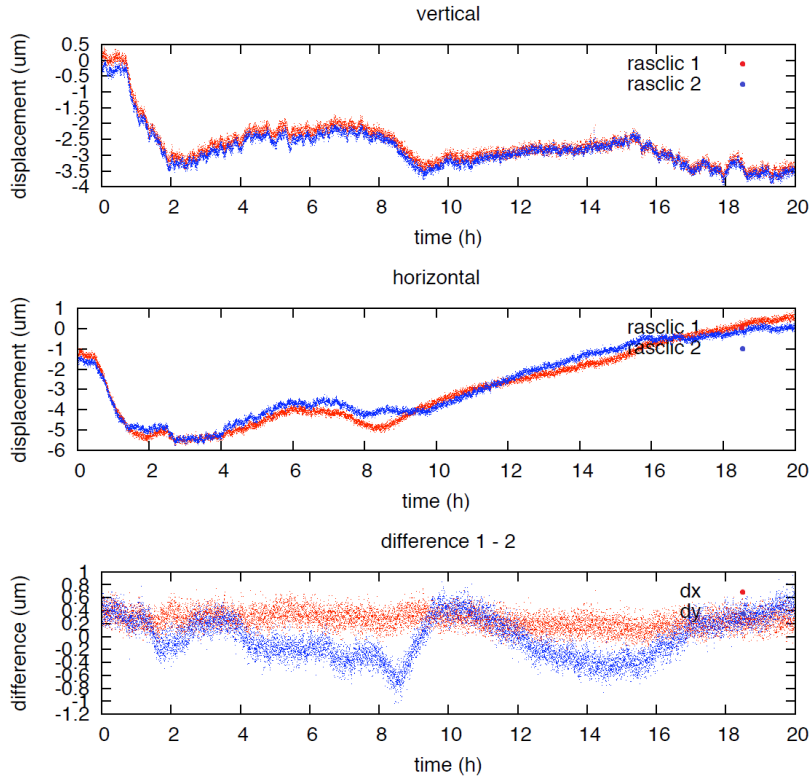 vertical
displacement (um)
0.5
0
-0.5
-1
-1.5
-2
-2.5
-3
-3.5
-4
rasclic 1
rasclic 2
0 2 4 6 8 10 12 14 16 18 20
time (h)
horizontal
displacement (um)
1
0
-1
-2
-3
-4
-5
-6
rasclic 1
rasclic 2
0 2 4 6 8 10 12 14 16 18 20
time (h)
difference 1 - 2
difference (um)
1
0.8
0.6
0.4
0.2
0
-0.2
-0.4
-0.6
-0.8
-1
-1.2
dx
dy
0 2 4 6 8 10 12 14 16 18 20
time (h)